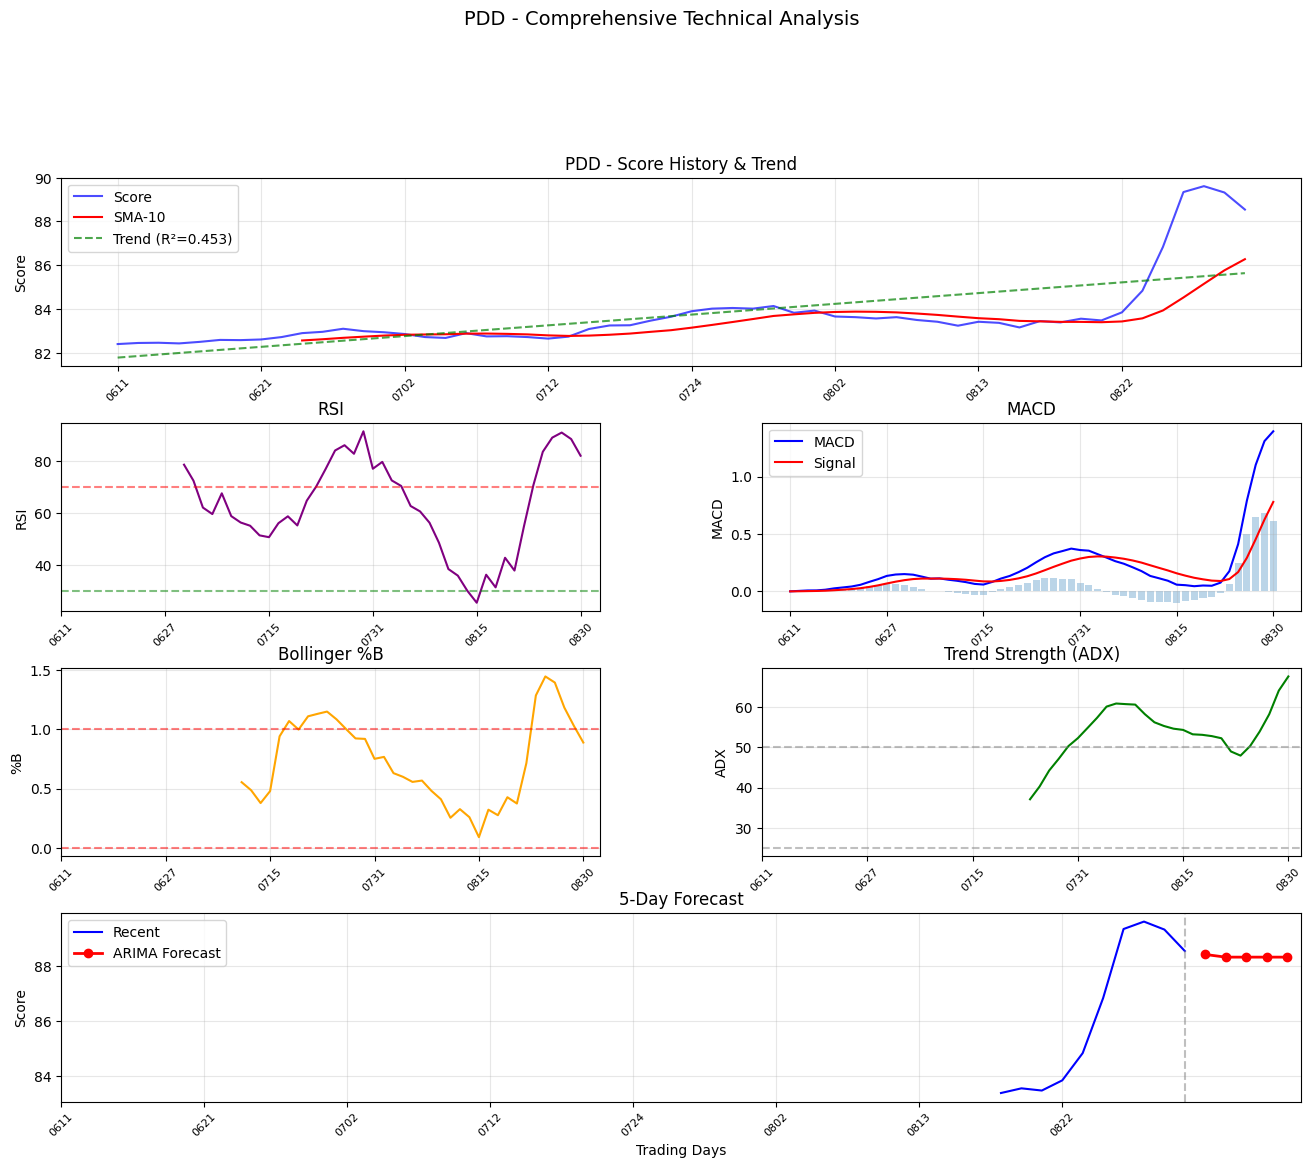 PDD - Comprehensive Technical Analysis
PDD - Score History & Trend
Score
90
88
86
84
82
Score
SMA-10
Trend (R²=0.453)
0611
0621
0702
0712
0724
0802
0813
0822
RSI
RSI
80
60
40
0611
0627
0715
0731
0815
0830
MACD
MACD
1.0
0.5
0.0
MACD
Signal
0611
0627
0715
0731
0815
0830
Bollinger %B
%B
1.5
1.0
0.5
0.0
0611
0627
0715
0731
0815
0830
Trend Strength (ADX)
ADX
60
50
40
30
0611
0627
0715
0731
0815
0830
5-Day Forecast
Score
88
86
84
Recent
ARIMA Forecast
0611
0621
0702
0712
0724
0802
0813
0822
Trading Days